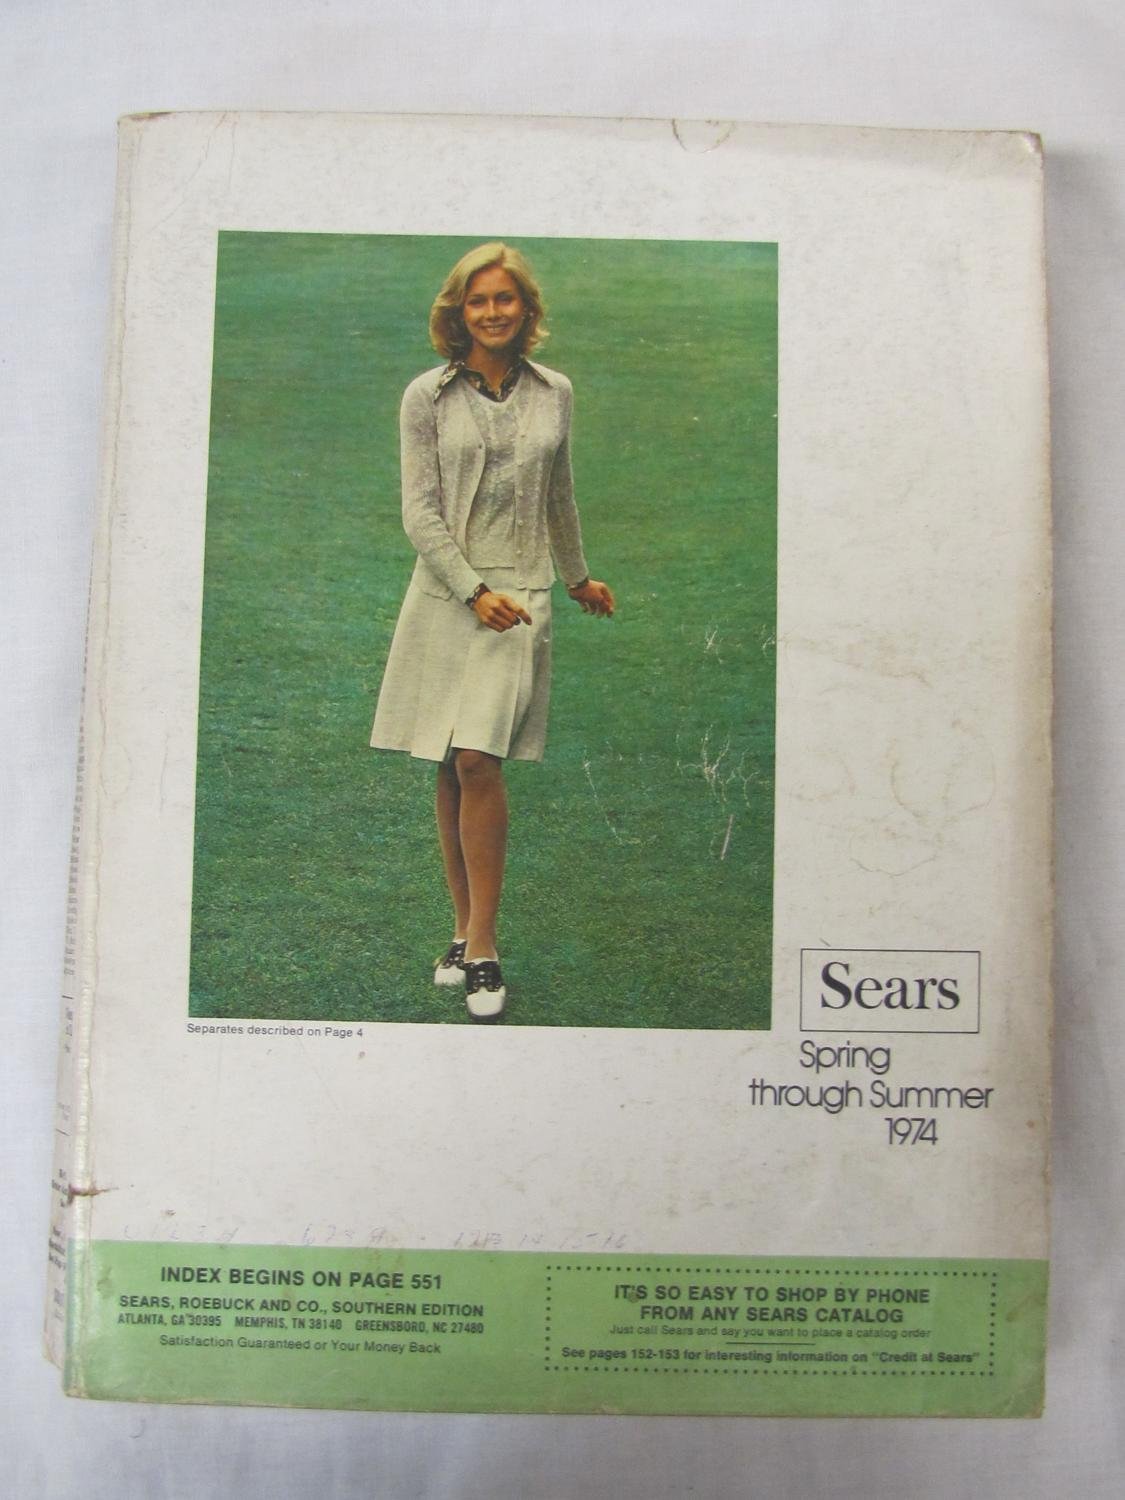 Separates described on Page 4
Sears
Spring
through Summer
1974
INDEX BEGINS ON PAGE 551
SEARS, ROEBUCK AND CO., SOUTHERN EDITION
ATLANTA, GA 30395 MEMPHIS, TN 38140 GREENSBORO, NC 27480
Satisfaction Guaranteed or Your Money Back
IT'S SO EASY TO SHOP BY PHONE
FROM ANY SEARS CATALOG
Just call Sears and say you want to place a catalog order
See pages 152-153 for interesting information on "Credit at Sears"